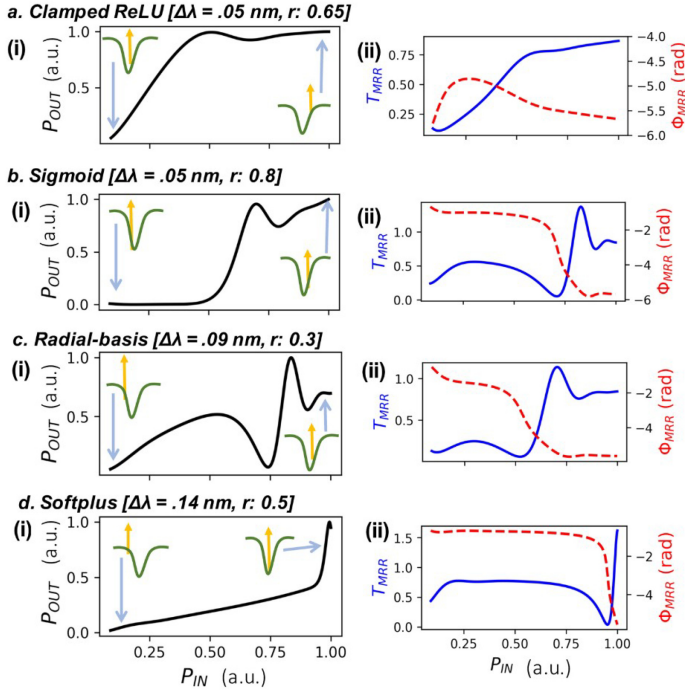 a. Clamped ReLU [Δλ = .05 nm, r: 0.65]
(i)
P_OUT (a.u.)
1.0
0.5
(ii)
T_MRR
0.75
0.50
0.25
−4.0
−4.5
−5.0
−5.5
−6.0
Φ_MRR (rad)
b. Sigmoid [Δλ = .05 nm, r: 0.8]
(i)
P_OUT (a.u.)
1.0
0.5
0.0
(ii)
T_MRR
1.0
0.5
0.0
−2
−4
−6
Φ_MRR (rad)
c. Radial-basis [Δλ = .09 nm, r: 0.3]
(i)
P_OUT (a.u.)
1.0
0.5
(ii)
T_MRR
1.0
0.5
0.0
−2
−4
Φ_MRR (rad)
d. Softplus [Δλ = .14 nm, r: 0.5]
(i)
P_OUT (a.u.)
1.0
0.5
0.0
0.25 0.50 0.75 1.00
P_IN (a.u.)
(ii)
T_MRR
1.5
1.0
0.5
0.0
−2
−4
Φ_MRR (rad)
0.25 0.50 0.75 1.00
P_IN (a.u.)